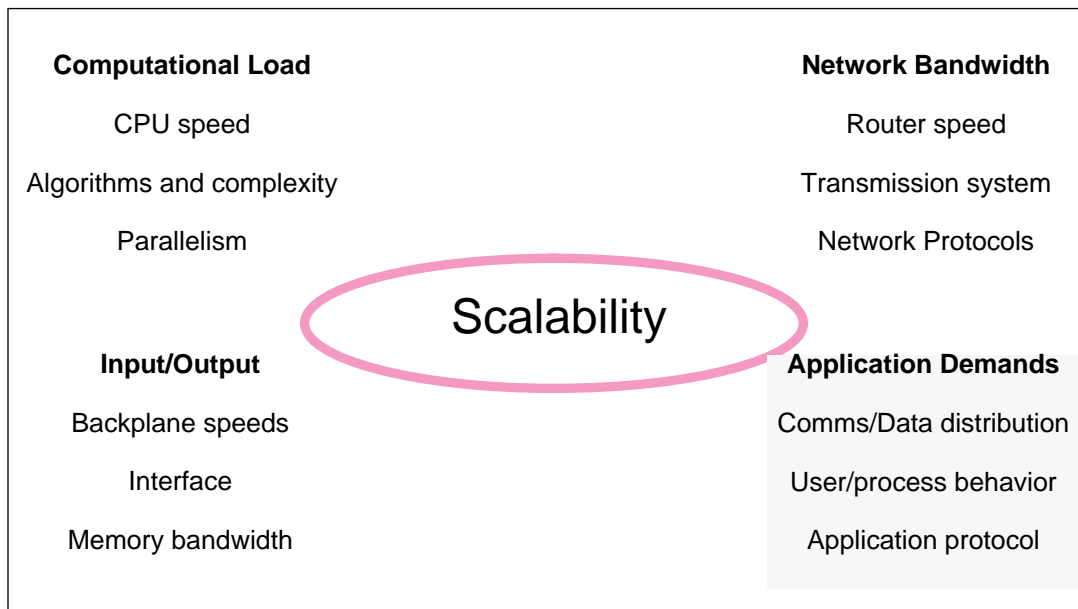 Computational Load
CPU speed
Algorithms and complexity
Parallelism
Network Bandwidth
Router speed
Transmission system
Network Protocols
Scalability
Input/Output
Backplane speeds
Interface
Memory bandwidth
Application Demands
Comms/Data distribution
User/process behavior
Application protocol